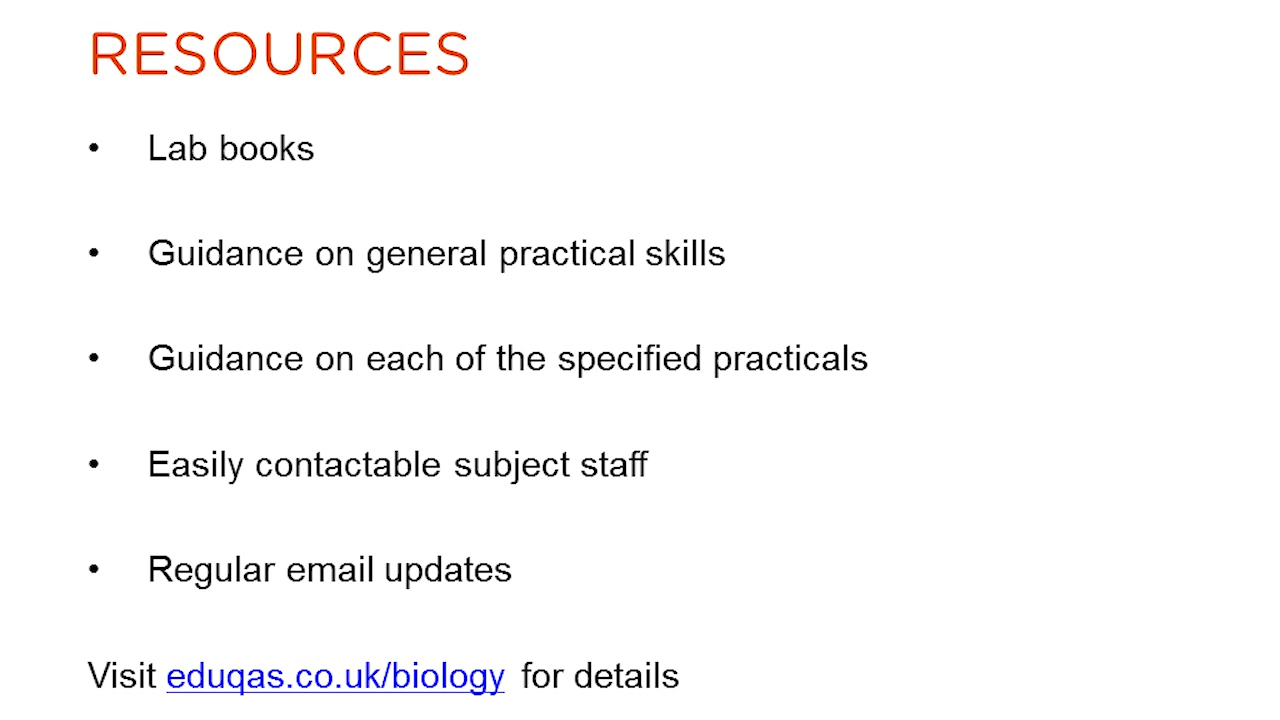 RESOURCES
• Lab books
• Guidance on general practical skills
• Guidance on each of the specified practicals
• Easily contactable subject staff
• Regular email updates
Visit eduqas.co.uk/biology for details